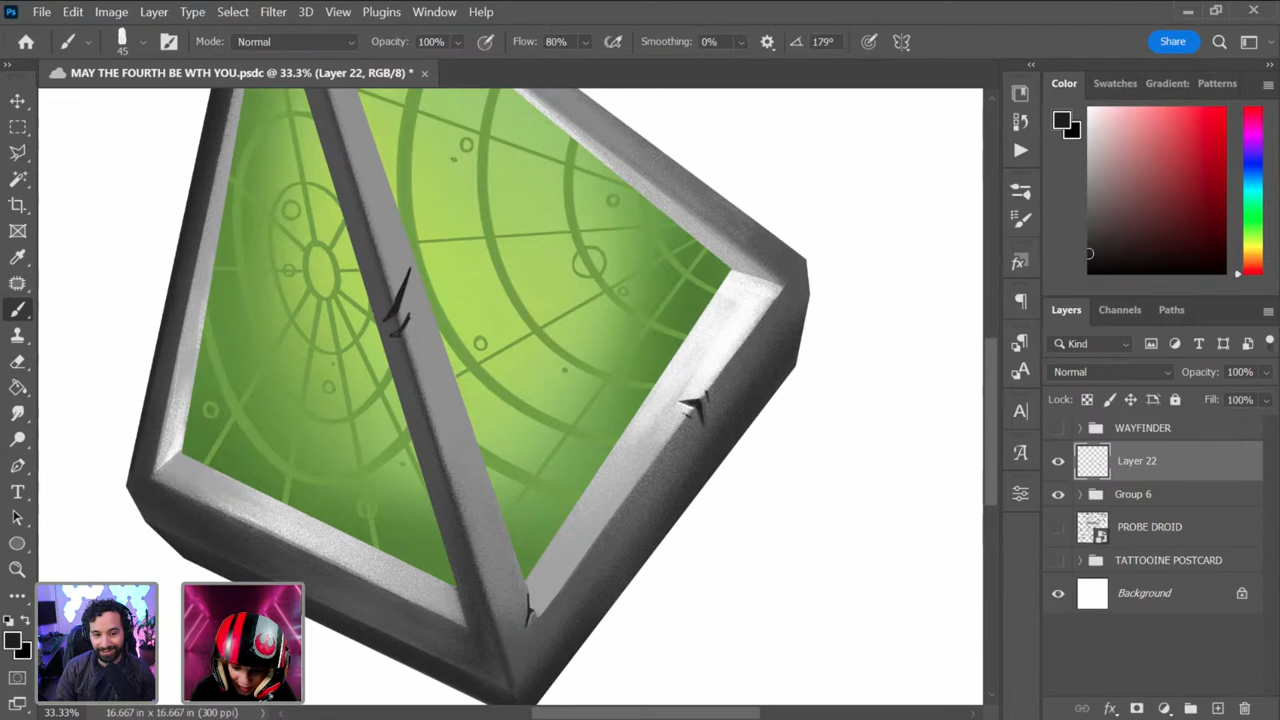 Ps File Edit Image Layer Type Select Filter 3D View Plugins Window Help
45 Mode: Normal Opacity: 100% Flow: 80% Smoothing: 0% 179° Share
MAY THE FOURTH BE WTH YOU.psdc @ 33.3% (Layer 22, RGB/8) *
Color Swatches Gradient: Patterns
Layers Channels Paths
Kind
Normal Opacity: 100%
Lock: Fill: 100%
WAYFINDER
Layer 22
Group 6
PROBE DROID
TATTOOINE POSTCARD
Background
33.33% 16.667 in x 16.667 in (300 ppi)